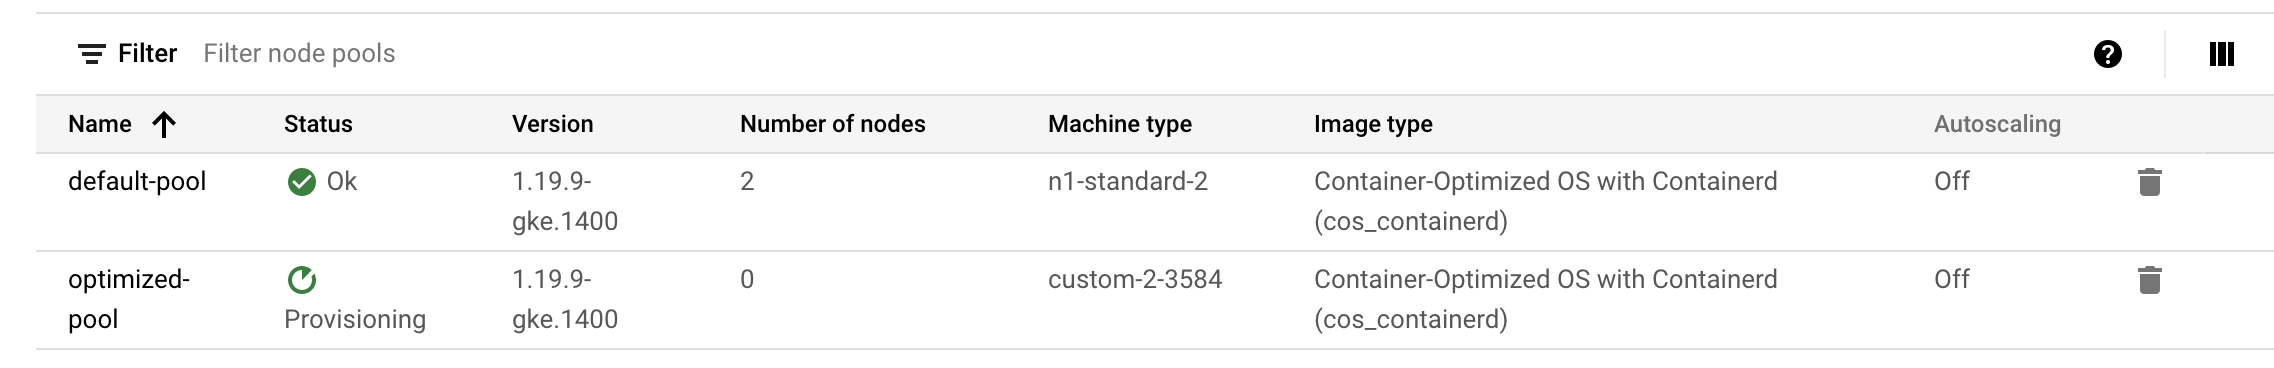 Filter Filter node pools
Name Status Version Number of nodes Machine type Image type Autoscaling
default-pool Ok 1.19.9- 2 n1-standard-2 Container-Optimized OS with Containerd Off
gke.1400 (cos_containerd)
optimized- 1.19.9- 0 custom-2-3584 Container-Optimized OS with Containerd Off
pool Provisioning gke.1400 (cos_containerd)